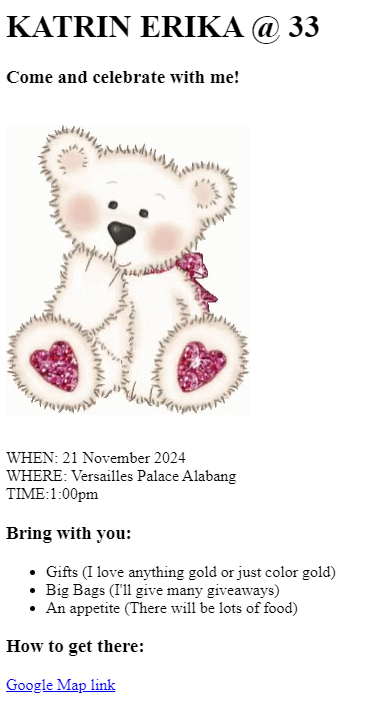 KATRIN ERIKA @ 33
Come and celebrate with me!
WHEN: 21 November 2024
WHERE: Versailles Palace Alabang
TIME:1:00pm
Bring with you:
• Gifts (I love anything gold or just color gold)
• Big Bags (I'll give many giveaways)
• An appetite (There will be lots of food)
How to get there:
Google Map link